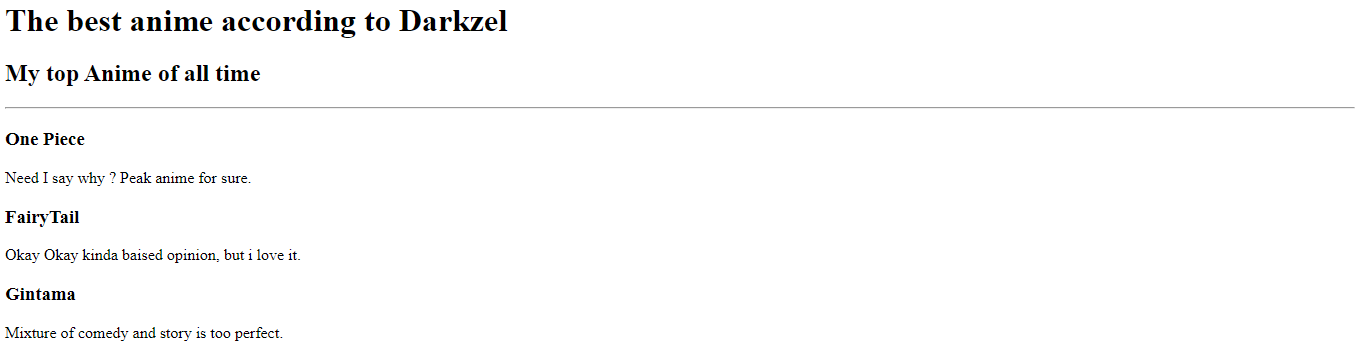 The best anime according to Darkzel
My top Anime of all time
One Piece
Need I say why ? Peak anime for sure.
FairyTail
Okay Okay kinda baised opinion, but i love it.
Gintama
Mixture of comedy and story is too perfect.